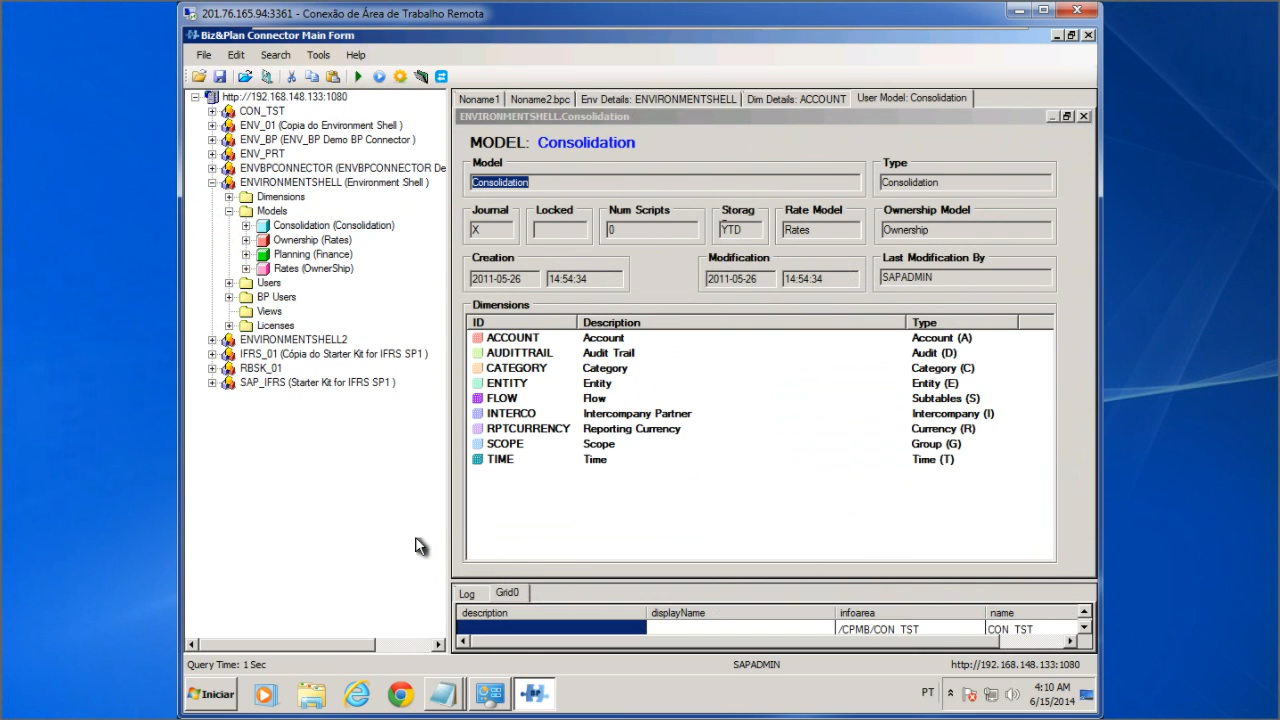 201.76.165.94:3361 - Conexão de Área de Trabalho Remota
Biz&Plan Connector Main Form
File Edit Search Tools Help
http://192.168.148.133:1080
CON_TST
ENV_01 (Copia do Environment Shell )
ENV_BP (ENV_BP Demo BP Connector )
ENV_PRT
ENVBPCONNECTOR (ENVBPCONNECTOR De
ENVIRONMENTSHELL (Environment Shell )
Dimensions
Models
Consolidation (Consolidation)
Ownership (Rates)
Planning (Finance)
Rates (OwnerShip)
Users
BP Users
Views
Licenses
ENVIRONMENTSHELL2
IFRS_01 (Cópia do Starter Kit for IFRS SP1 )
RBSK_01
SAP_IFRS (Starter Kit for IFRS SP1 )
Noname1 Noname2.bpc Env Details: ENVIRONMENTSHELL Dim Details: ACCOUNT User Model: Consolidation
ENVIRONMENTSHELL.Consolidation
MODEL: Consolidation
Model Type
Consolidation Consolidation
Journal Locked Num Scripts Storag Rate Model Ownership Model
X 0 YTD Rates Ownership
Creation Modification Last Modification By
2011-05-26 14:54:34 2011-05-26 14:54:34 SAPADMIN
Dimensions
ID Description Type
ACCOUNT Account Account (A)
AUDITTRAIL Audit Trail Audit (D)
CATEGORY Category Category (C)
ENTITY Entity Entity (E)
FLOW Flow Subtables (S)
INTERCO Intercompany Partner Intercompany (I)
RPTCURRENCY Reporting Currency Currency (R)
SCOPE Scope Group (G)
TIME Time Time (T)
Log Grid0
description displayName infoarea name
/CPMB/CON_TST CON_TST
Query Time: 1 Sec SAPADMIN http://192.168.148.133:1080
Iniciar BP PT 4:10 AM
6/15/2014